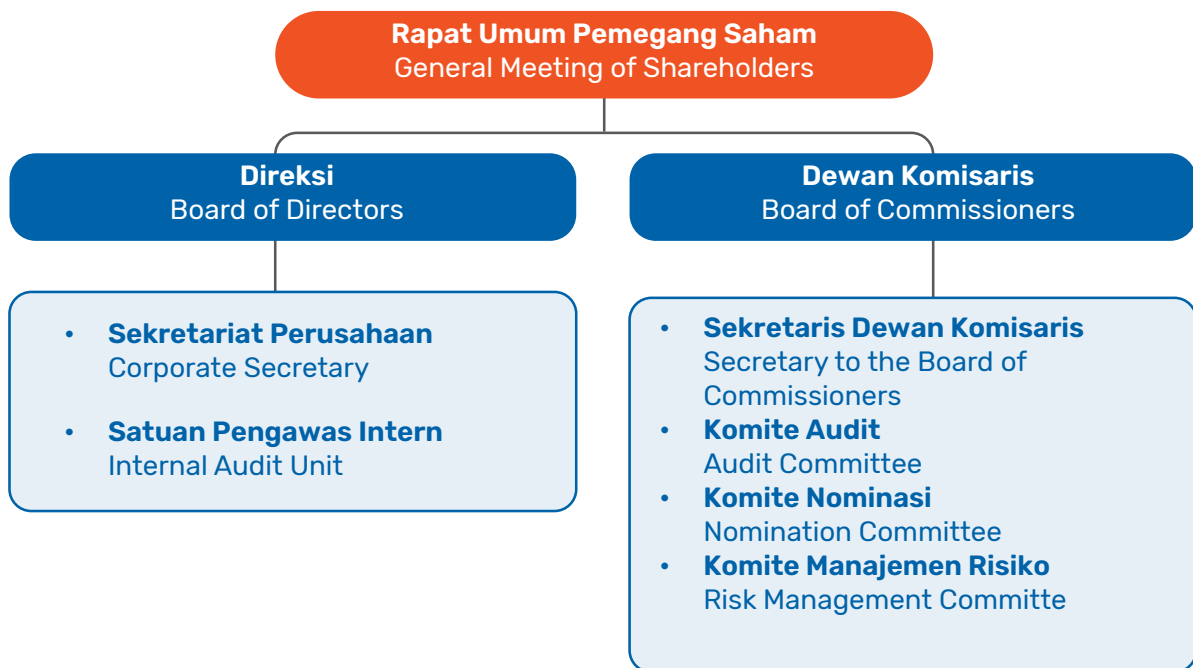 Rapat Umum Pemegang Saham
General Meeting of Shareholders
Direksi
Board of Directors
Dewan Komisaris
Board of Commissioners
• Sekretariat Perusahaan
Corporate Secretary
• Satuan Pengawas Intern
Internal Audit Unit
• Sekretaris Dewan Komisaris
Secretary to the Board of
Commissioners
• Komite Audit
Audit Committee
• Komite Nominasi
Nomination Committee
• Komite Manajemen Risiko
Risk Management Committe